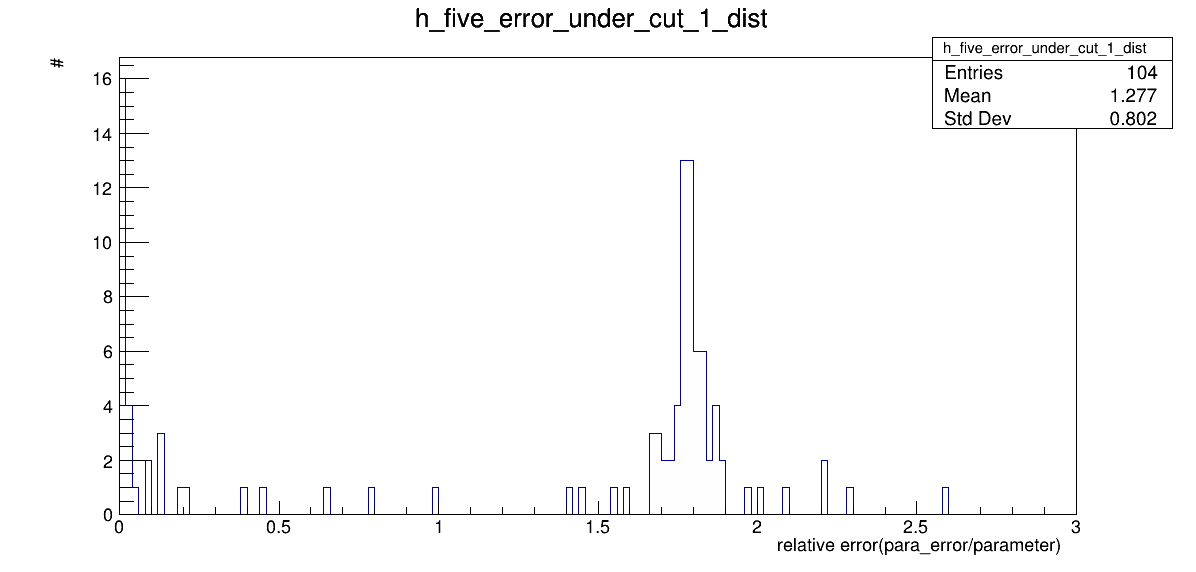 h_five_error_under_cut_1_dist
#
h_five_error_under_cut_1_dist
Entries 104
Mean 1.277
Std Dev 0.802
16
14
12
10
8
6
4
2
0
0 0.5 1 1.5 2 2.5 3
relative error(para_error/parameter)